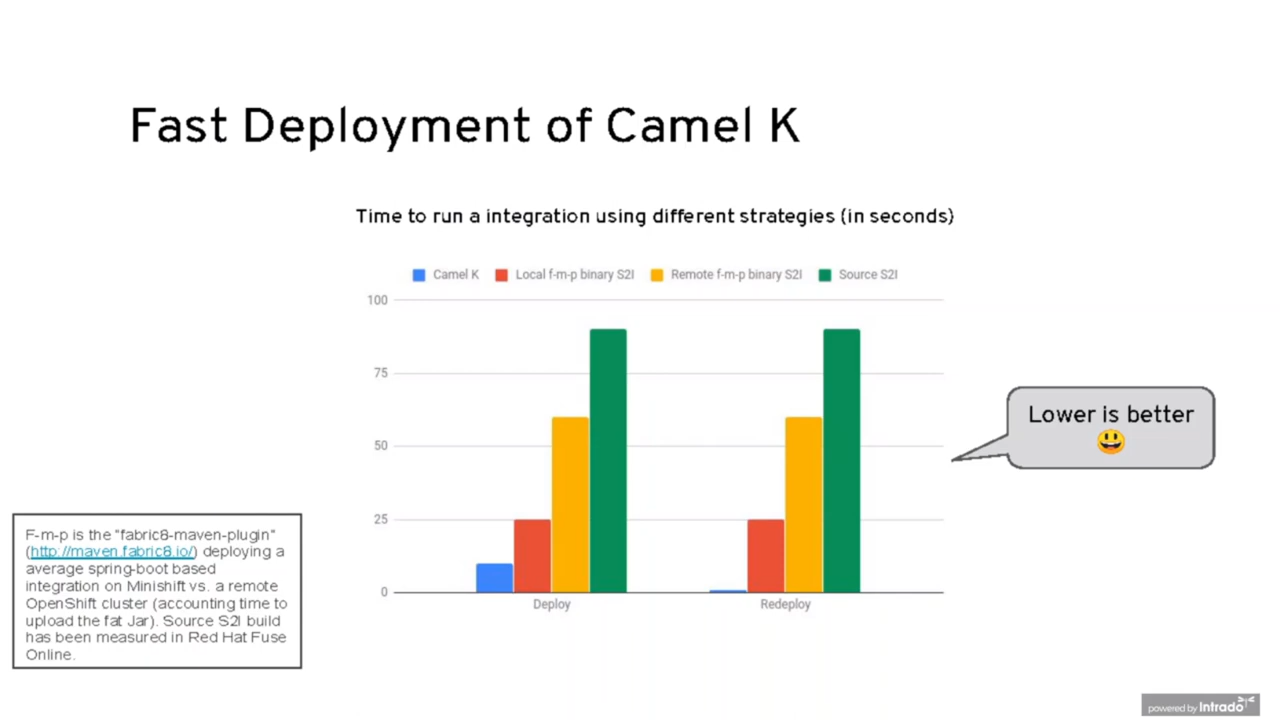 Fast Deployment of Camel K
Time to run a integration using different strategies (in seconds)
Camel K
Local f-m-p binary S2I
Remote f-m-p binary S2I
Source S2I
100
75
50
25
0
Deploy
Redeploy
Lower is better
F-m-p is the "fabric8-maven-plugin"
(http://maven.fabric8.io/) deploying a
average spring-boot based
integration on Minishift vs. a remote
OpenShift cluster (accounting time to
upload the fat Jar). Source S2I build
has been measured in Red Hat Fuse
Online.
powered by Intrado